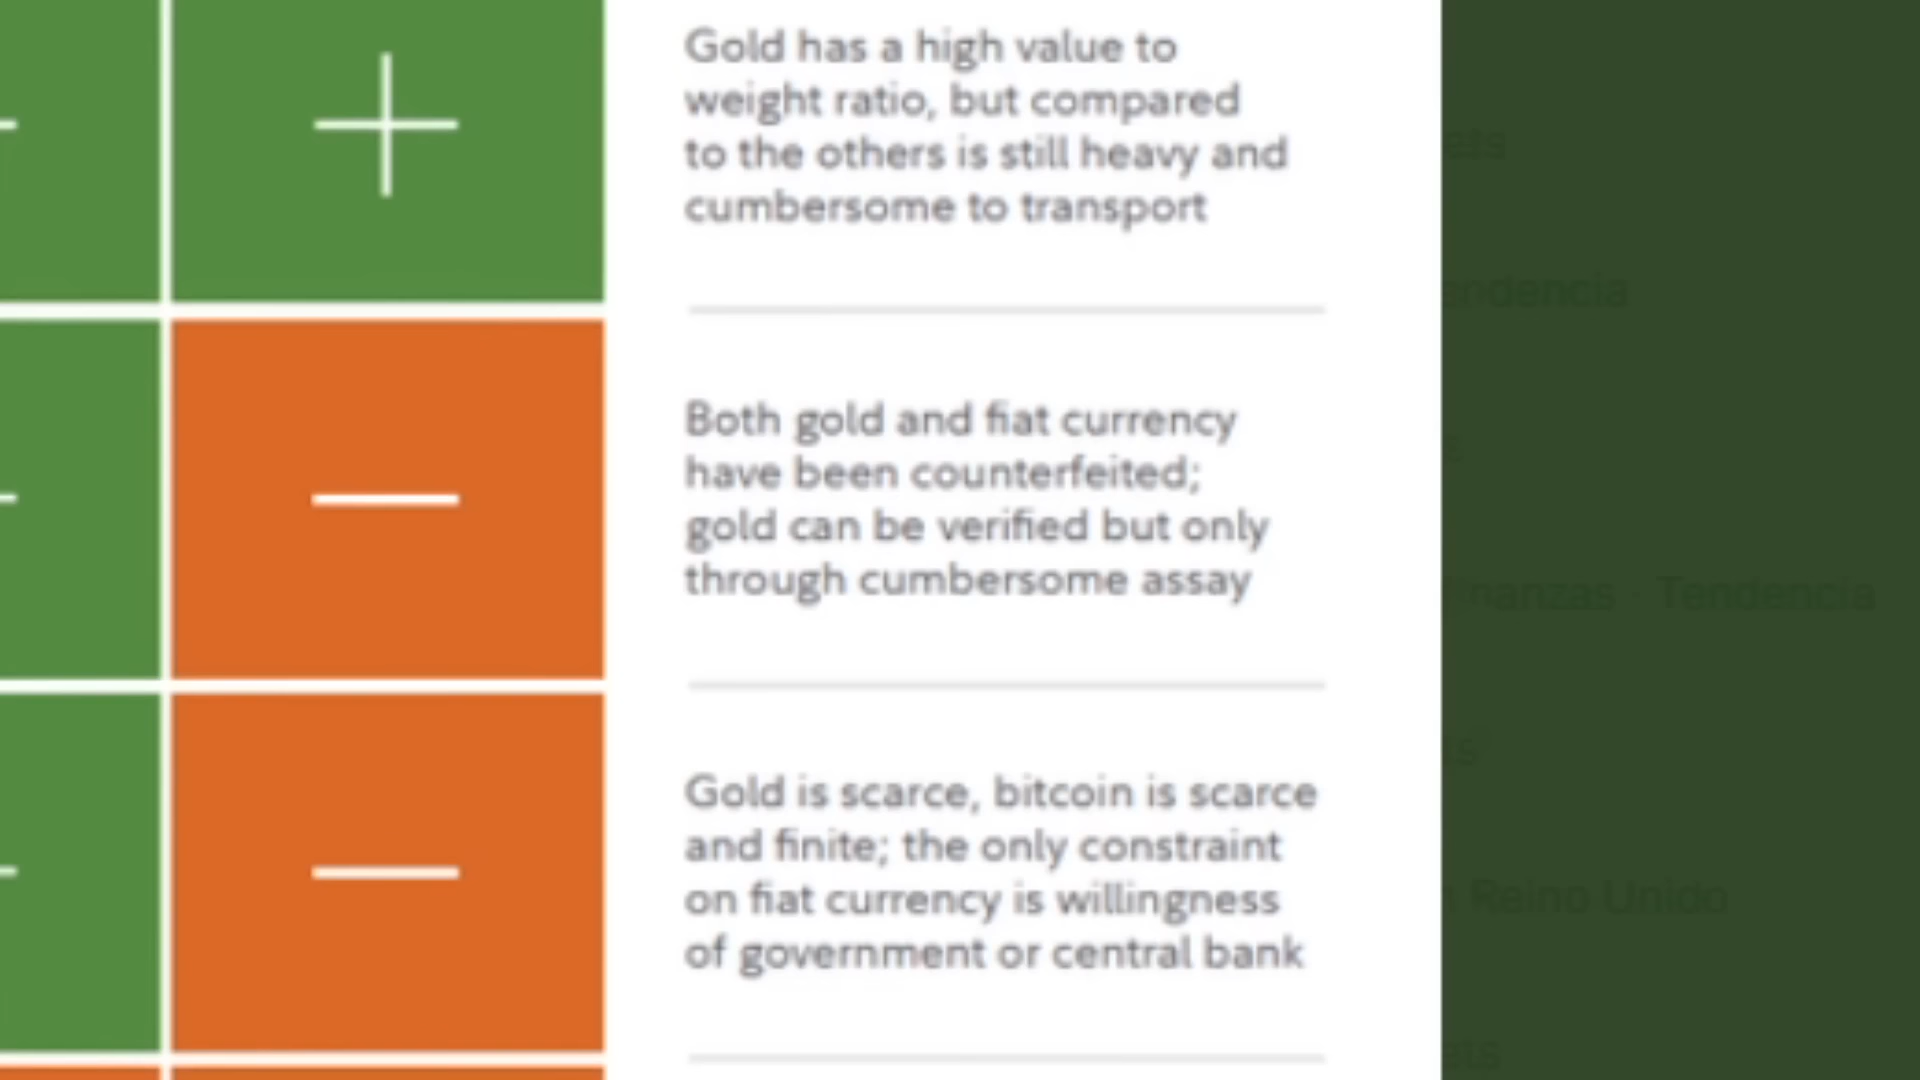 Gold has a high value to
weight ratio, but compared
to the others is still heavy and
cumbersome to transport
Both gold and fiat currency
have been counterfeited;
gold can be verified but only
through cumbersome assay
Gold is scarce, bitcoin is scarce
and finite; the only constraint
on fiat currency is willingness
of government or central bank
Tendencia
Reino Unido